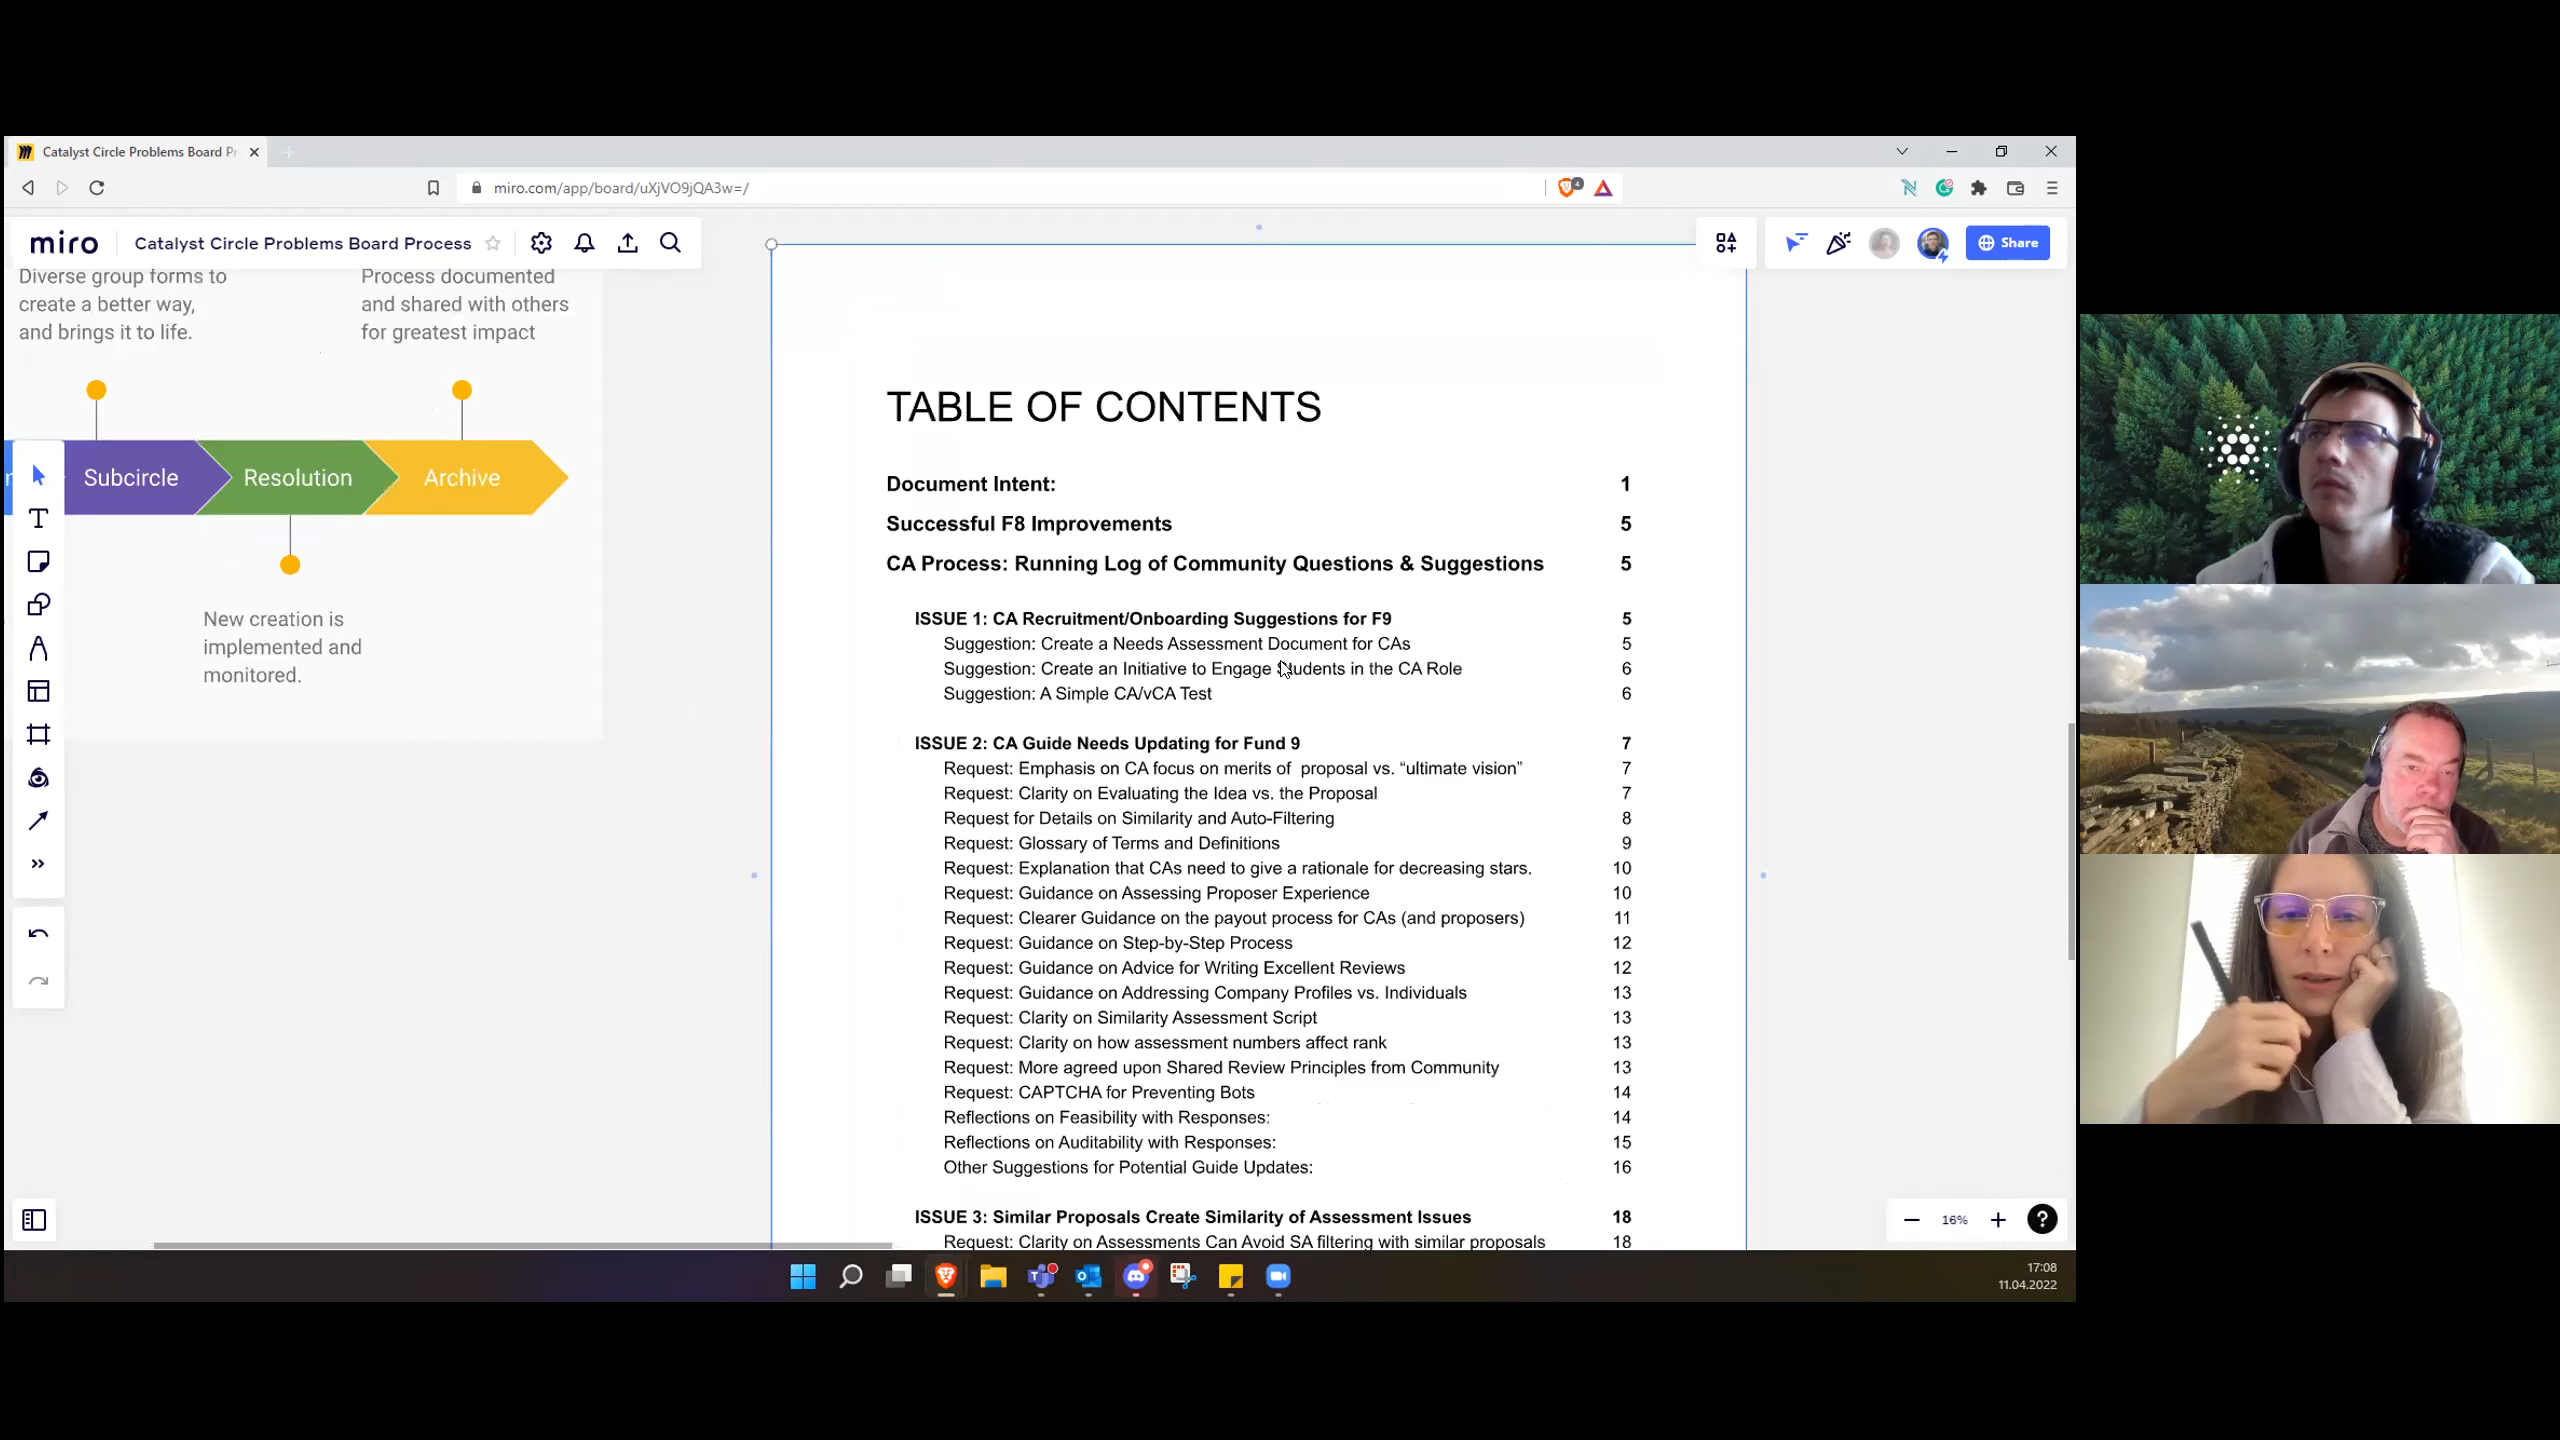 Catalyst Circle Problems Board Pr
miro.com/app/board/uXjVO9jQA3w=/
4
miro
Catalyst Circle Problems Board Process
Share
Diverse group forms to
create a better way,
and brings it to life.
Process documented
and shared with others
for greatest impact
Subcircle
Resolution
Archive
New creation is
implemented and
monitored.
TABLE OF CONTENTS
Document Intent: 1
Successful F8 Improvements 5
CA Process: Running Log of Community Questions & Suggestions 5
ISSUE 1: CA Recruitment/Onboarding Suggestions for F9 5
Suggestion: Create a Needs Assessment Document for CAs 5
Suggestion: Create an Initiative to Engage Students in the CA Role 6
Suggestion: A Simple CA/vCA Test 6
ISSUE 2: CA Guide Needs Updating for Fund 9 7
Request: Emphasis on CA focus on merits of  proposal vs. “ultimate vision” 7
Request: Clarity on Evaluating the Idea vs. the Proposal 7
Request for Details on Similarity and Auto-Filtering 8
Request: Glossary of Terms and Definitions 9
Request: Explanation that CAs need to give a rationale for decreasing stars. 10
Request: Guidance on Assessing Proposer Experience 10
Request: Clearer Guidance on the payout process for CAs (and proposers) 11
Request: Guidance on Step-by-Step Process 12
Request: Guidance on Advice for Writing Excellent Reviews 12
Request: Guidance on Addressing Company Profiles vs. Individuals 13
Request: Clarity on Similarity Assessment Script 13
Request: Clarity on how assessment numbers affect rank 13
Request: More agreed upon Shared Review Principles from Community 13
Request: CAPTCHA for Preventing Bots 14
Reflections on Feasibility with Responses: 14
Reflections on Auditability with Responses: 15
Other Suggestions for Potential Guide Updates: 16
ISSUE 3: Similar Proposals Create Similarity of Assessment Issues 18
Request: Clarity on Assessments Can Avoid SA filtering with similar proposals 18
16%
17:08
11.04.2022